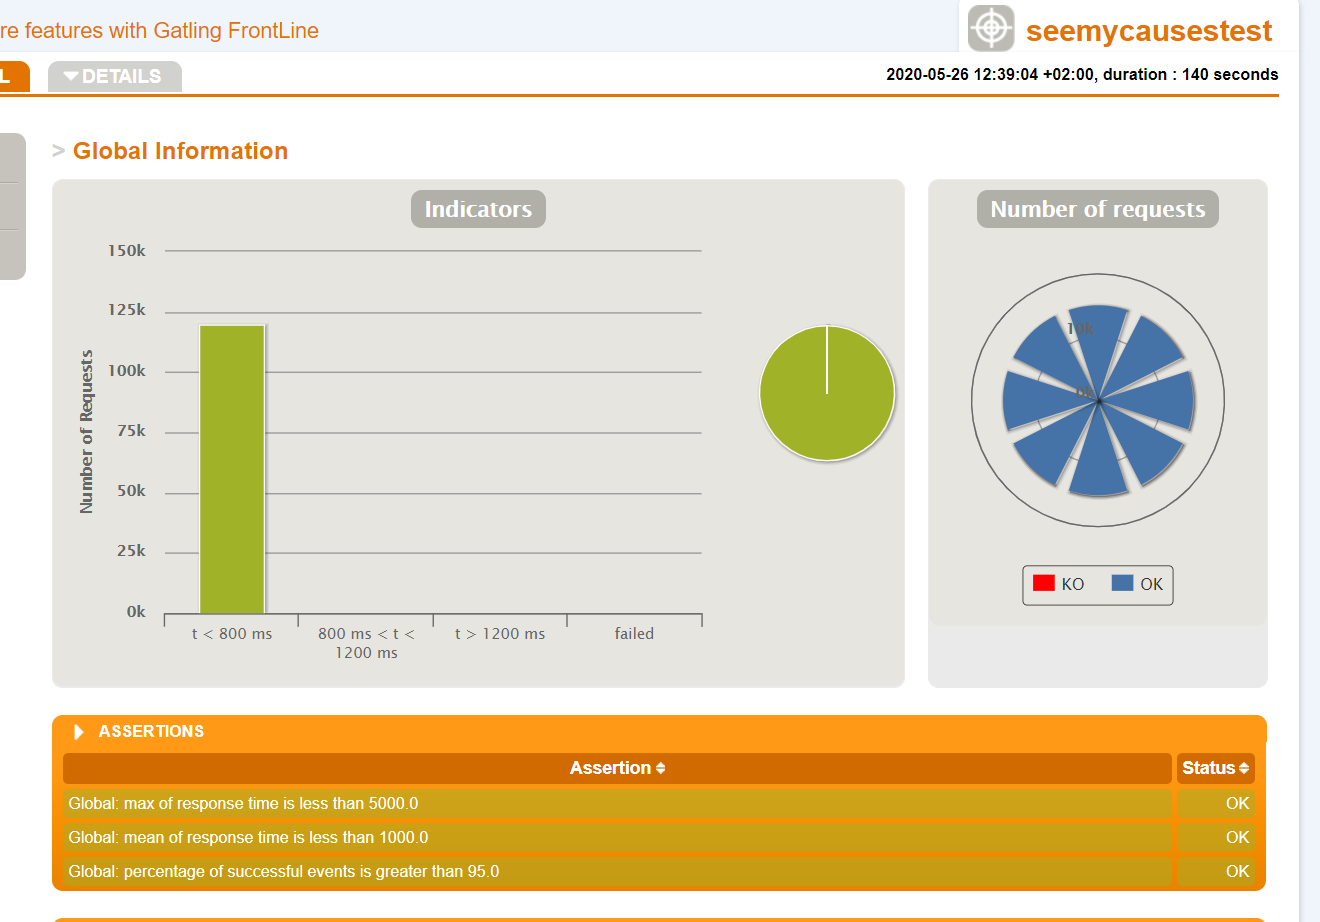 re features with Gatling FrontLine
seemycausestest
L
DETAILS
2020-05-26 12:39:04 +02:00, duration : 140 seconds
> Global Information
Indicators
Number of requests
150k
125k
100k
75k
50k
25k
0k
Number of Requests
t < 800 ms
800 ms < t <
1200 ms
t > 1200 ms
failed
10k
0k
KO
OK
ASSERTIONS
Assertion Status
Global: max of response time is less than 5000.0 OK
Global: mean of response time is less than 1000.0 OK
Global: percentage of successful events is greater than 95.0 OK